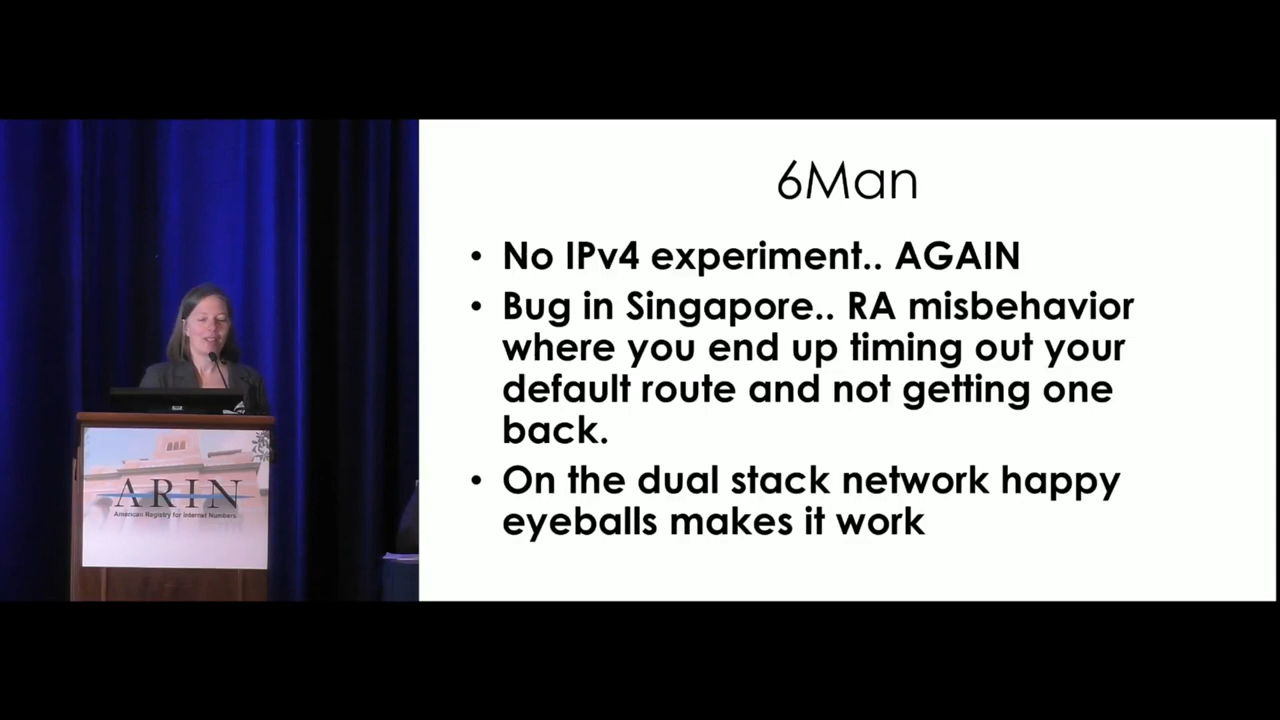 6Man
• No IPv4 experiment.. AGAIN
• Bug in Singapore.. RA misbehavior
where you end up timing out your
default route and not getting one
back.
• On the dual stack network happy
eyeballs makes it work
ARIN
American Registry for Internet Numbers